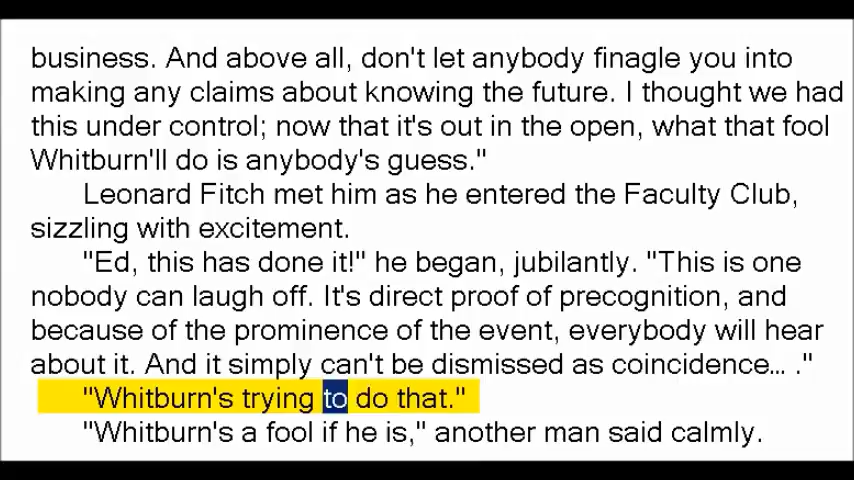 business. And above all, don't let anybody finagle you into
making any claims about knowing the future. I thought we had
this under control; now that it's out in the open, what that fool
Whitburn'll do is anybody's guess."
Leonard Fitch met him as he entered the Faculty Club,
sizzling with excitement.
"Ed, this has done it!" he began, jubilantly. "This is one
nobody can laugh off. It's direct proof of precognition, and
because of the prominence of the event, everybody will hear
about it. And it simply can't be dismissed as coincidence... ."
"Whitburn's trying to do that."
"Whitburn's a fool if he is," another man said calmly.